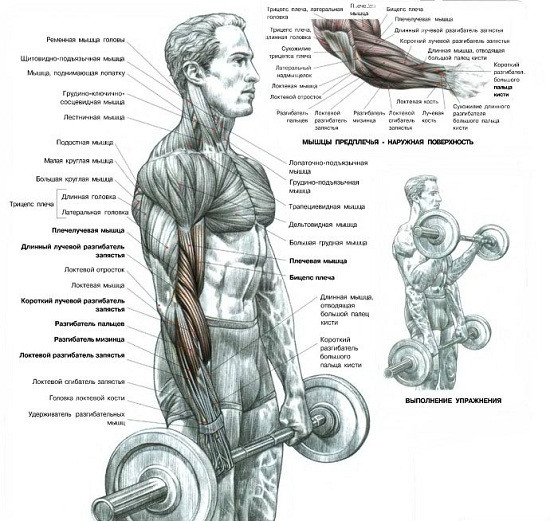 Трицепс плеча, латеральная
головка
Плечевая
мышца
Бицепс плеча
Плечелучевая мышца
Длинный лучевой разгибатель запястья
Короткий лучевой разгибатель запястья
Длинная мышца, отводящая
большой палец кисти
Короткий
разгибатель
большого
пальца
кисти
Трицепс плеча,
длинная головка
Сухожилие
трицепса плеча
Латеральный
надмыщелок
Локтевая мышца
Локтевой отросток
Разгибатель
пальцев
Локтевой
разгибатель
запястья
Разгибатель
мизинца
Локтевой
сгибатель
запястья
Локтевая кость
Лучевая
кость
Сухожилие длинного
разгибателя
большого пальца
кисти
МЫШЦЫ ПРЕДПЛЕЧЬЯ - НАРУЖНАЯ ПОВЕРХНОСТЬ
Ременная мышца головы
Щитовидно-подъязычная мышца
Мышца, поднимающая лопатку
Грудино-ключично-
сосцевидная мышца
Лестничная мышца
Подостная мышца
Малая круглая мышца
Большая круглая мышца
Трицепс плеча
Длинная головка
Латеральная головка
Плечелучевая мышца
Длинный лучевой разгибатель
запястья
Локтевой отросток
Локтевая мышца
Короткий лучевой разгибатель
запястья
Разгибатель пальцев
Разгибатель мизинца
Локтевой разгибатель запястья
Локтевой сгибатель запястья
Головка локтевой кости
Удерживатель разгибательных
мышц
Лопаточно-подъязычная
мышца
Грудино-подъязычная
мышца
Трапециевидная мышца
Дельтовидная мышца
Большая грудная мышца
Плечевая мышца
Бицепс плеча
Длинная мышца,
отводящая
большой палец
кисти
Короткий
разгибатель
большого
пальца кисти
ВЫПОЛНЕНИЕ УПРАЖНЕНИЯ